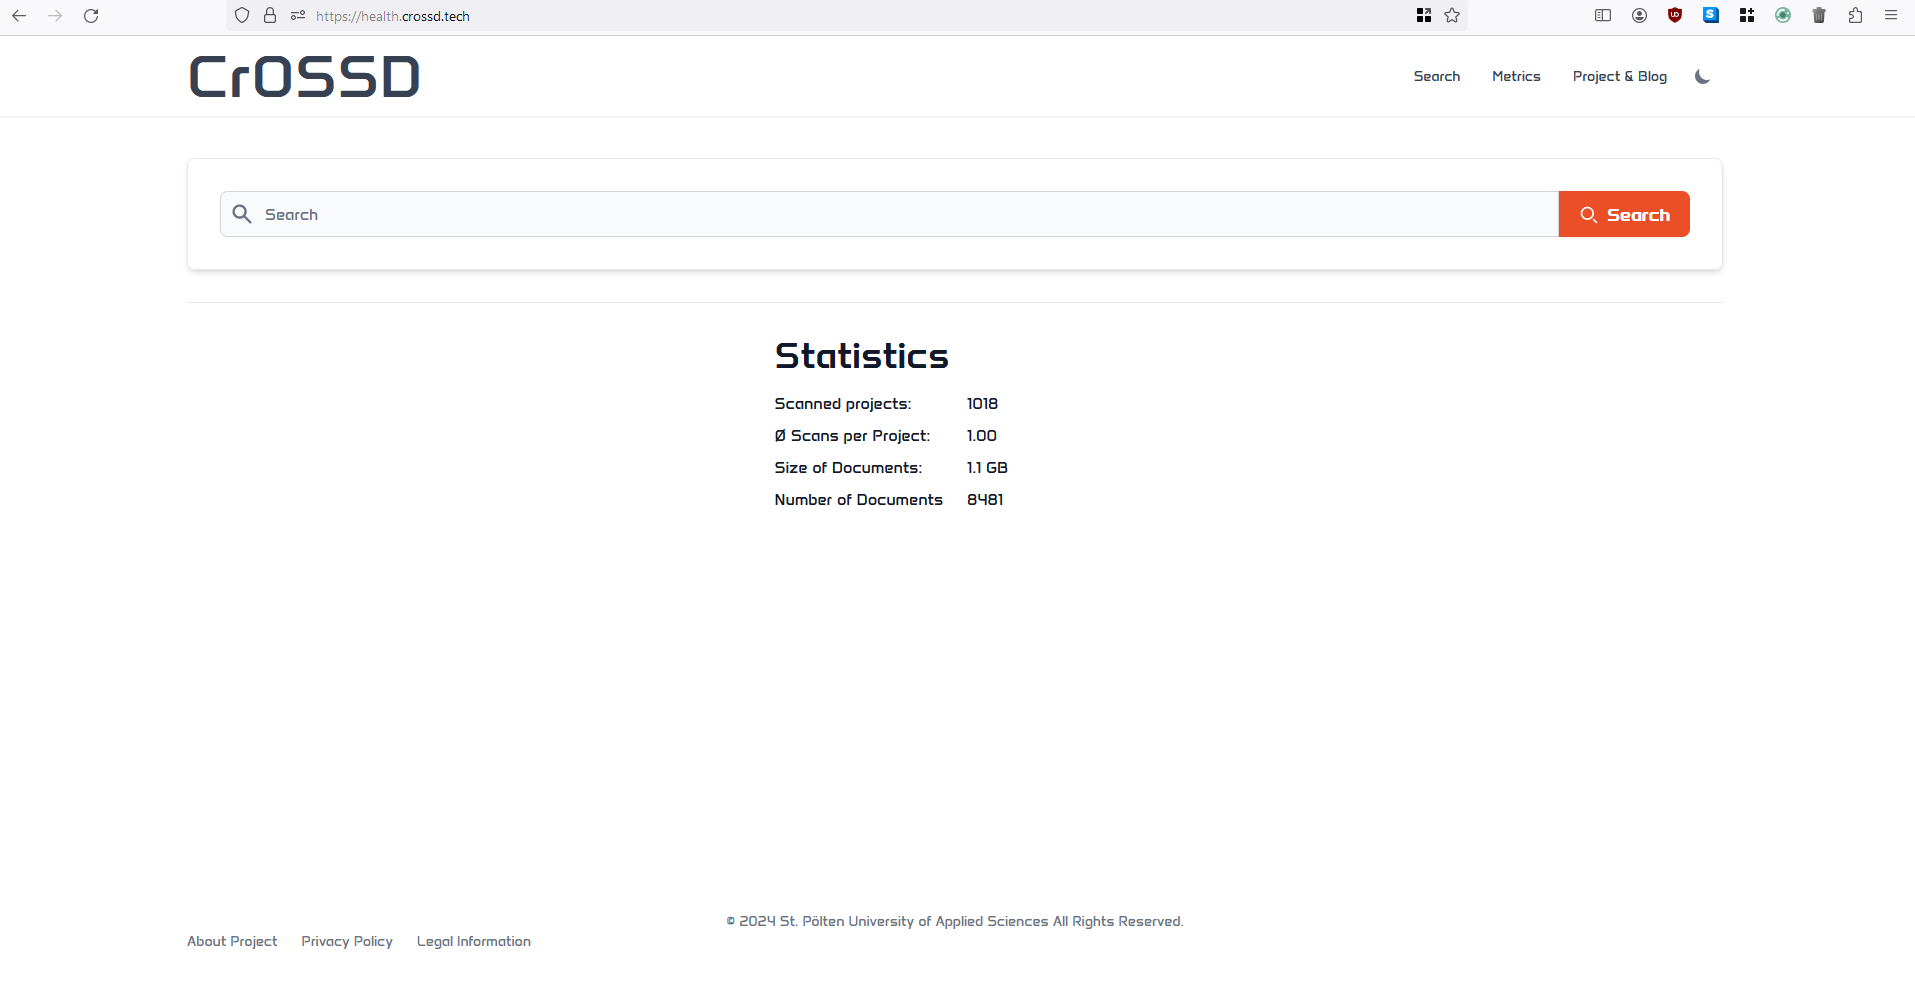 https://health.crossd.tech
CrOSSD
Search
Metrics
Project & Blog
Search
Search
Statistics
Scanned projects: 1018
Ø Scans per Project: 1.00
Size of Documents: 1.1 GB
Number of Documents 8481
© 2024 St. Pölten University of Applied Sciences All Rights Reserved.
About Project
Privacy Policy
Legal Information